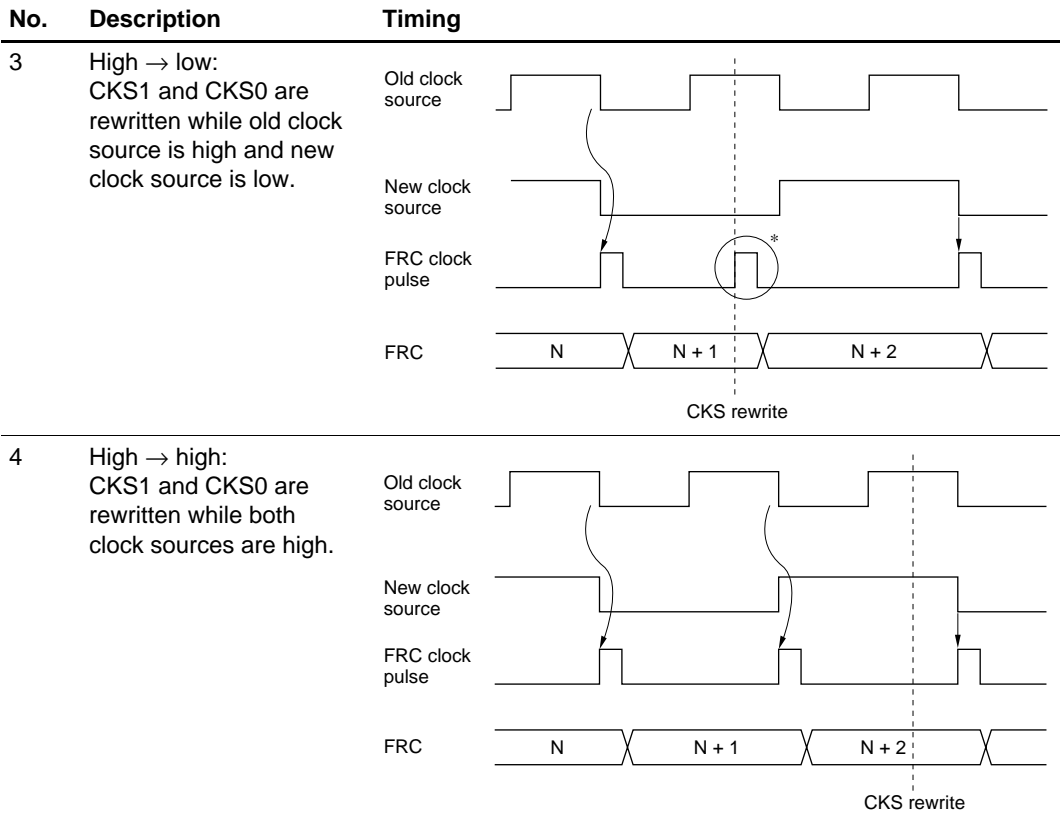 No. Description Timing
3 High → low:
CKS1 and CKS0 are
rewritten while old clock
source is high and new
clock source is low.
Old clock
source
New clock
source
*
FRC clock
pulse
FRC N N + 1 N + 2
CKS rewrite
4 High → high:
CKS1 and CKS0 are
rewritten while both
clock sources are high.
Old clock
source
New clock
source
FRC clock
pulse
FRC N N + 1 N + 2
CKS rewrite